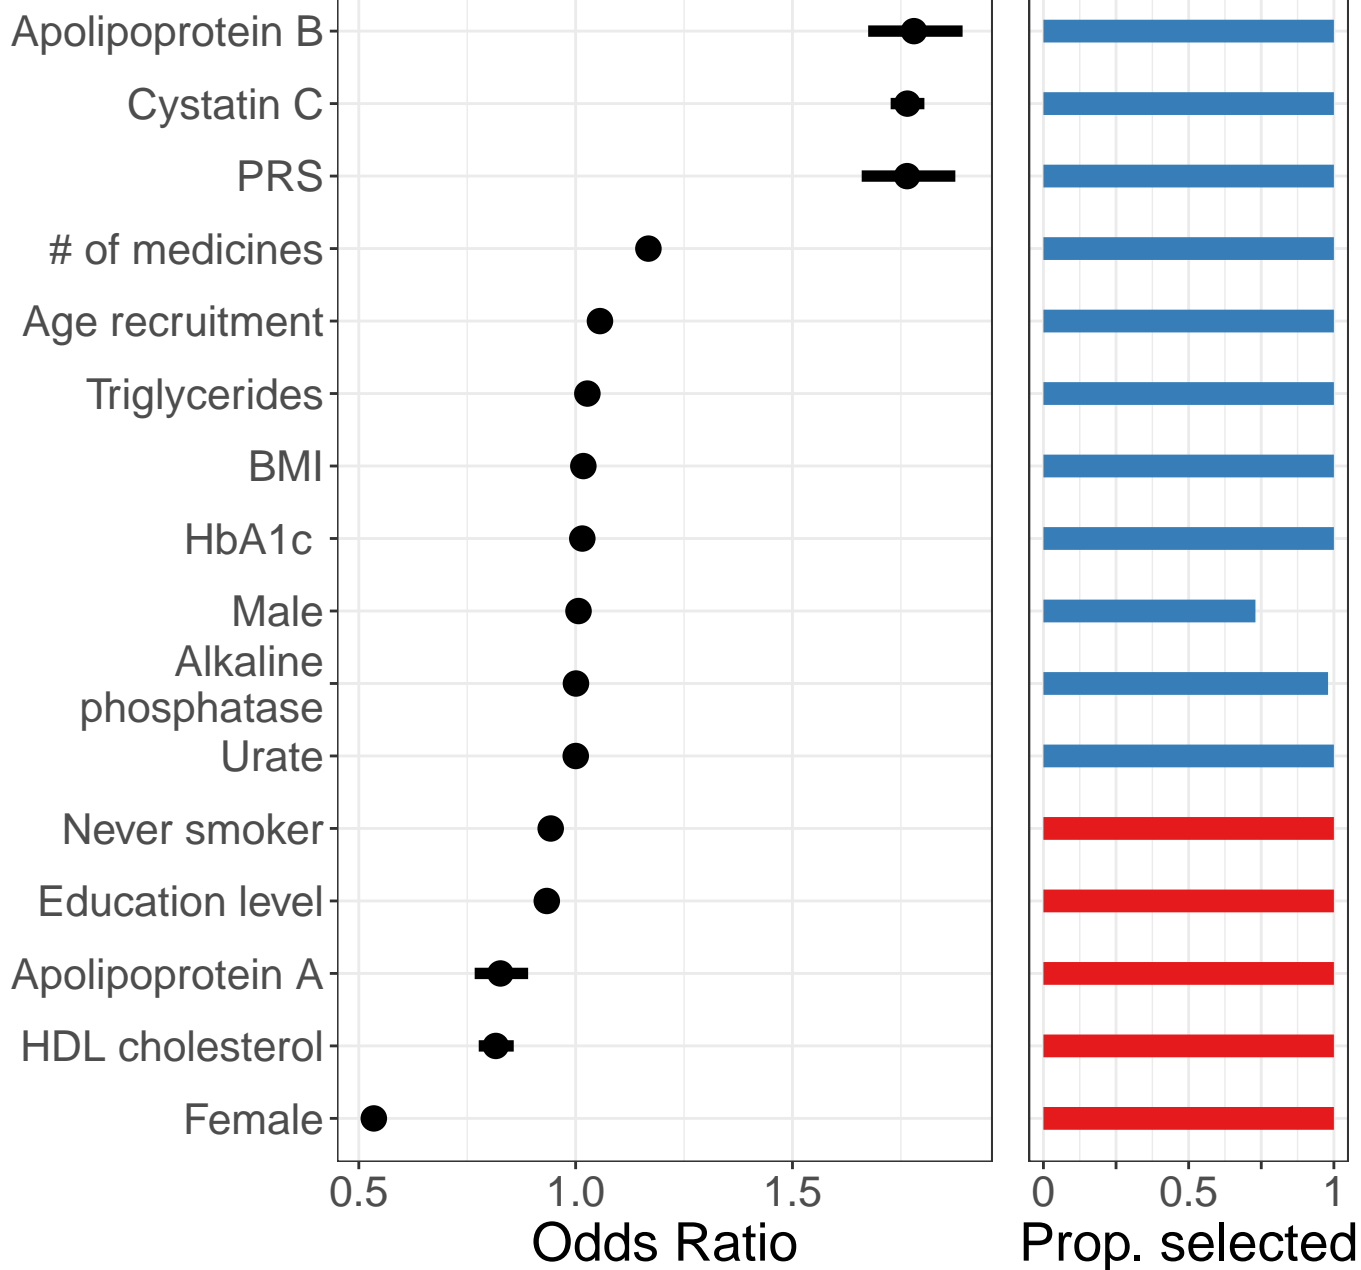 Apolipoprotein B
Cystatin C
PRS
# of medicines
Age recruitment
Triglycerides
BMI
HbA1c
Male
Alkaline
phosphatase
Urate
Never smoker
Education level
Apolipoprotein A
HDL cholesterol
Female
0.5 1.0 1.5
Odds Ratio
0 0.5 1
Prop. selected